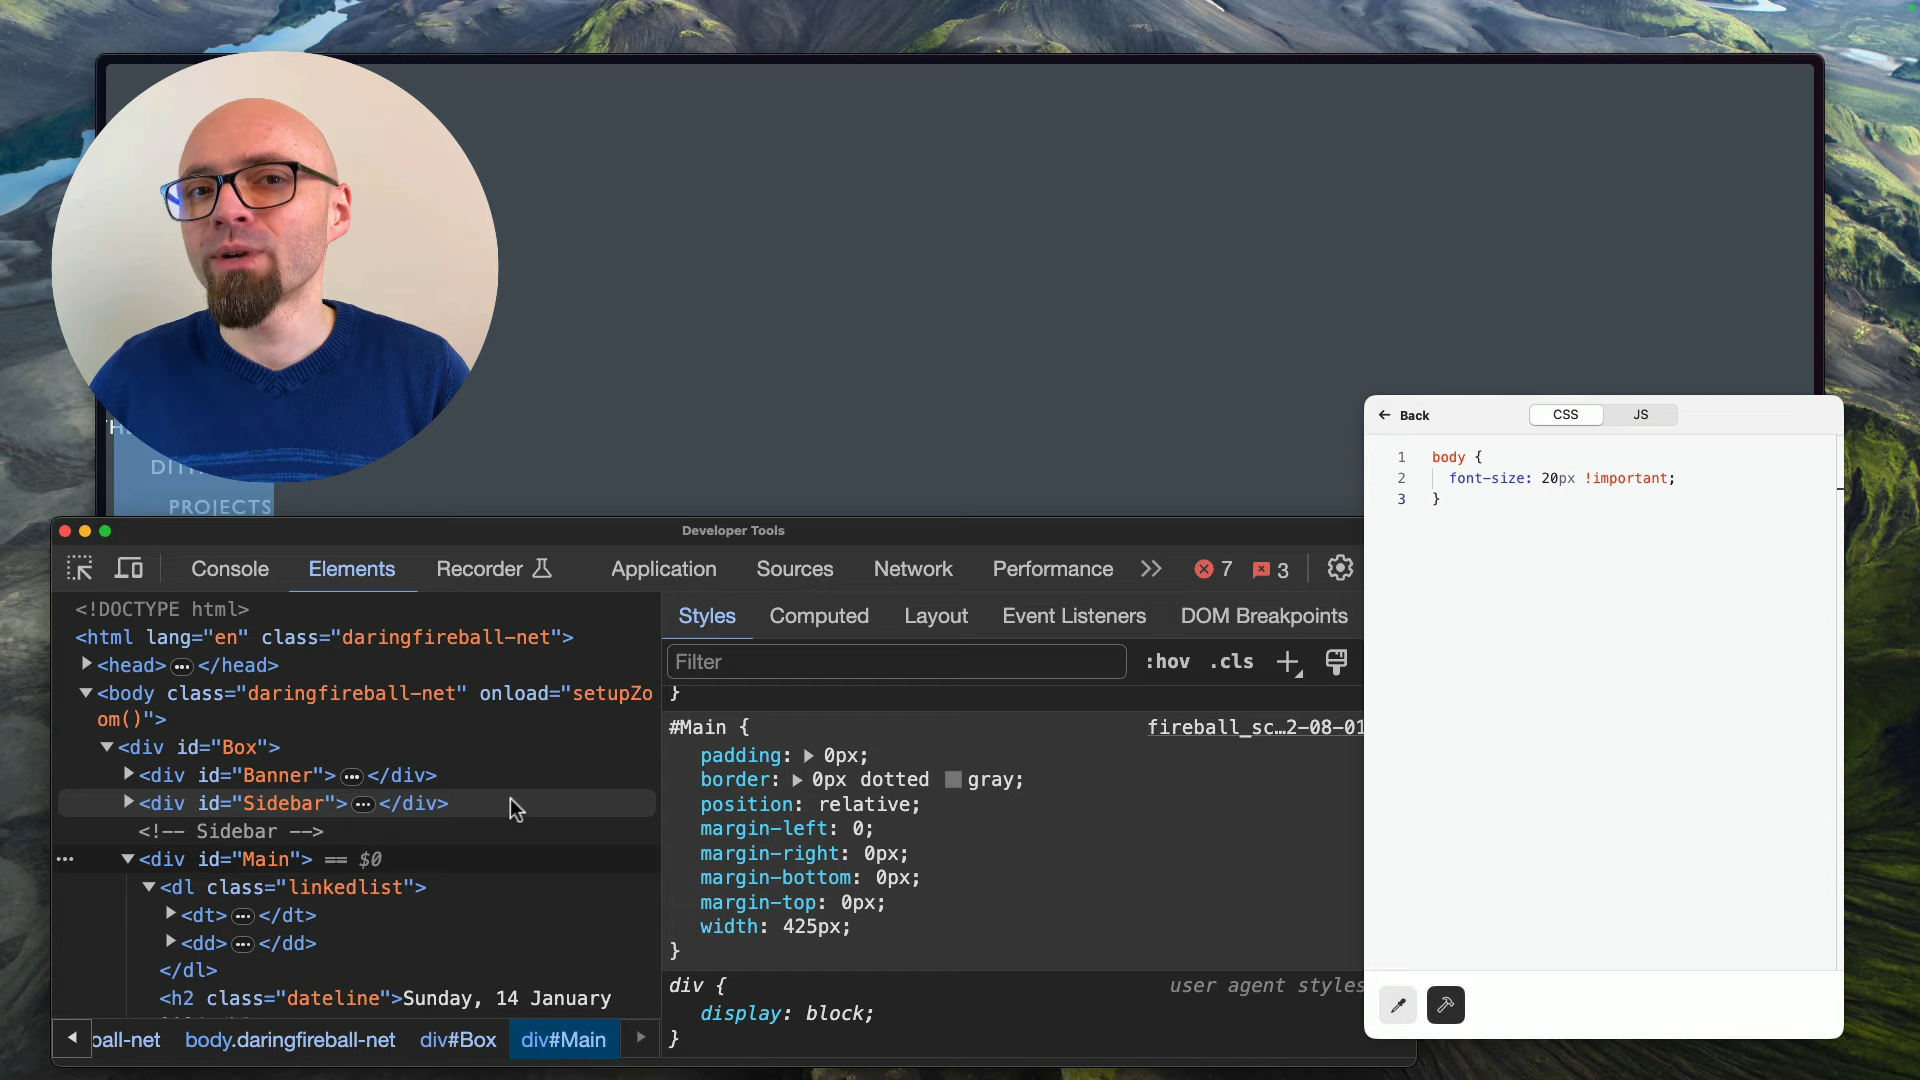 PROJECTS
Developer Tools
Console Elements Recorder Application Sources Network Performance 7 3
<!DOCTYPE html>
<html lang="en" class="daringfireball-net">
<head> ••• </head>
<body class="daringfireball-net" onload="setupZo
om()">
<div id="Box">
<div id="Banner"> ••• </div>
<div id="Sidebar"> ••• </div>
<!-- Sidebar -->
••• <div id="Main"> == $0
<dl class="linkedlist">
<dt> ••• </dt>
<dd> ••• </dd>
</dl>
<h2 class="dateline">Sunday, 14 January
ball-net body.daringfireball-net div#Box div#Main
Styles Computed Layout Event Listeners DOM Breakpoints
Filter :hov .cls
}
#Main { fireball_sc…2-08-01
padding: 0px;
border: 0px dotted gray;
position: relative;
margin-left: 0;
margin-right: 0px;
margin-bottom: 0px;
margin-top: 0px;
width: 425px;
}
div { user agent styles
display: block;
}
Back CSS JS
1 body {
2 font-size: 20px !important;
3 }